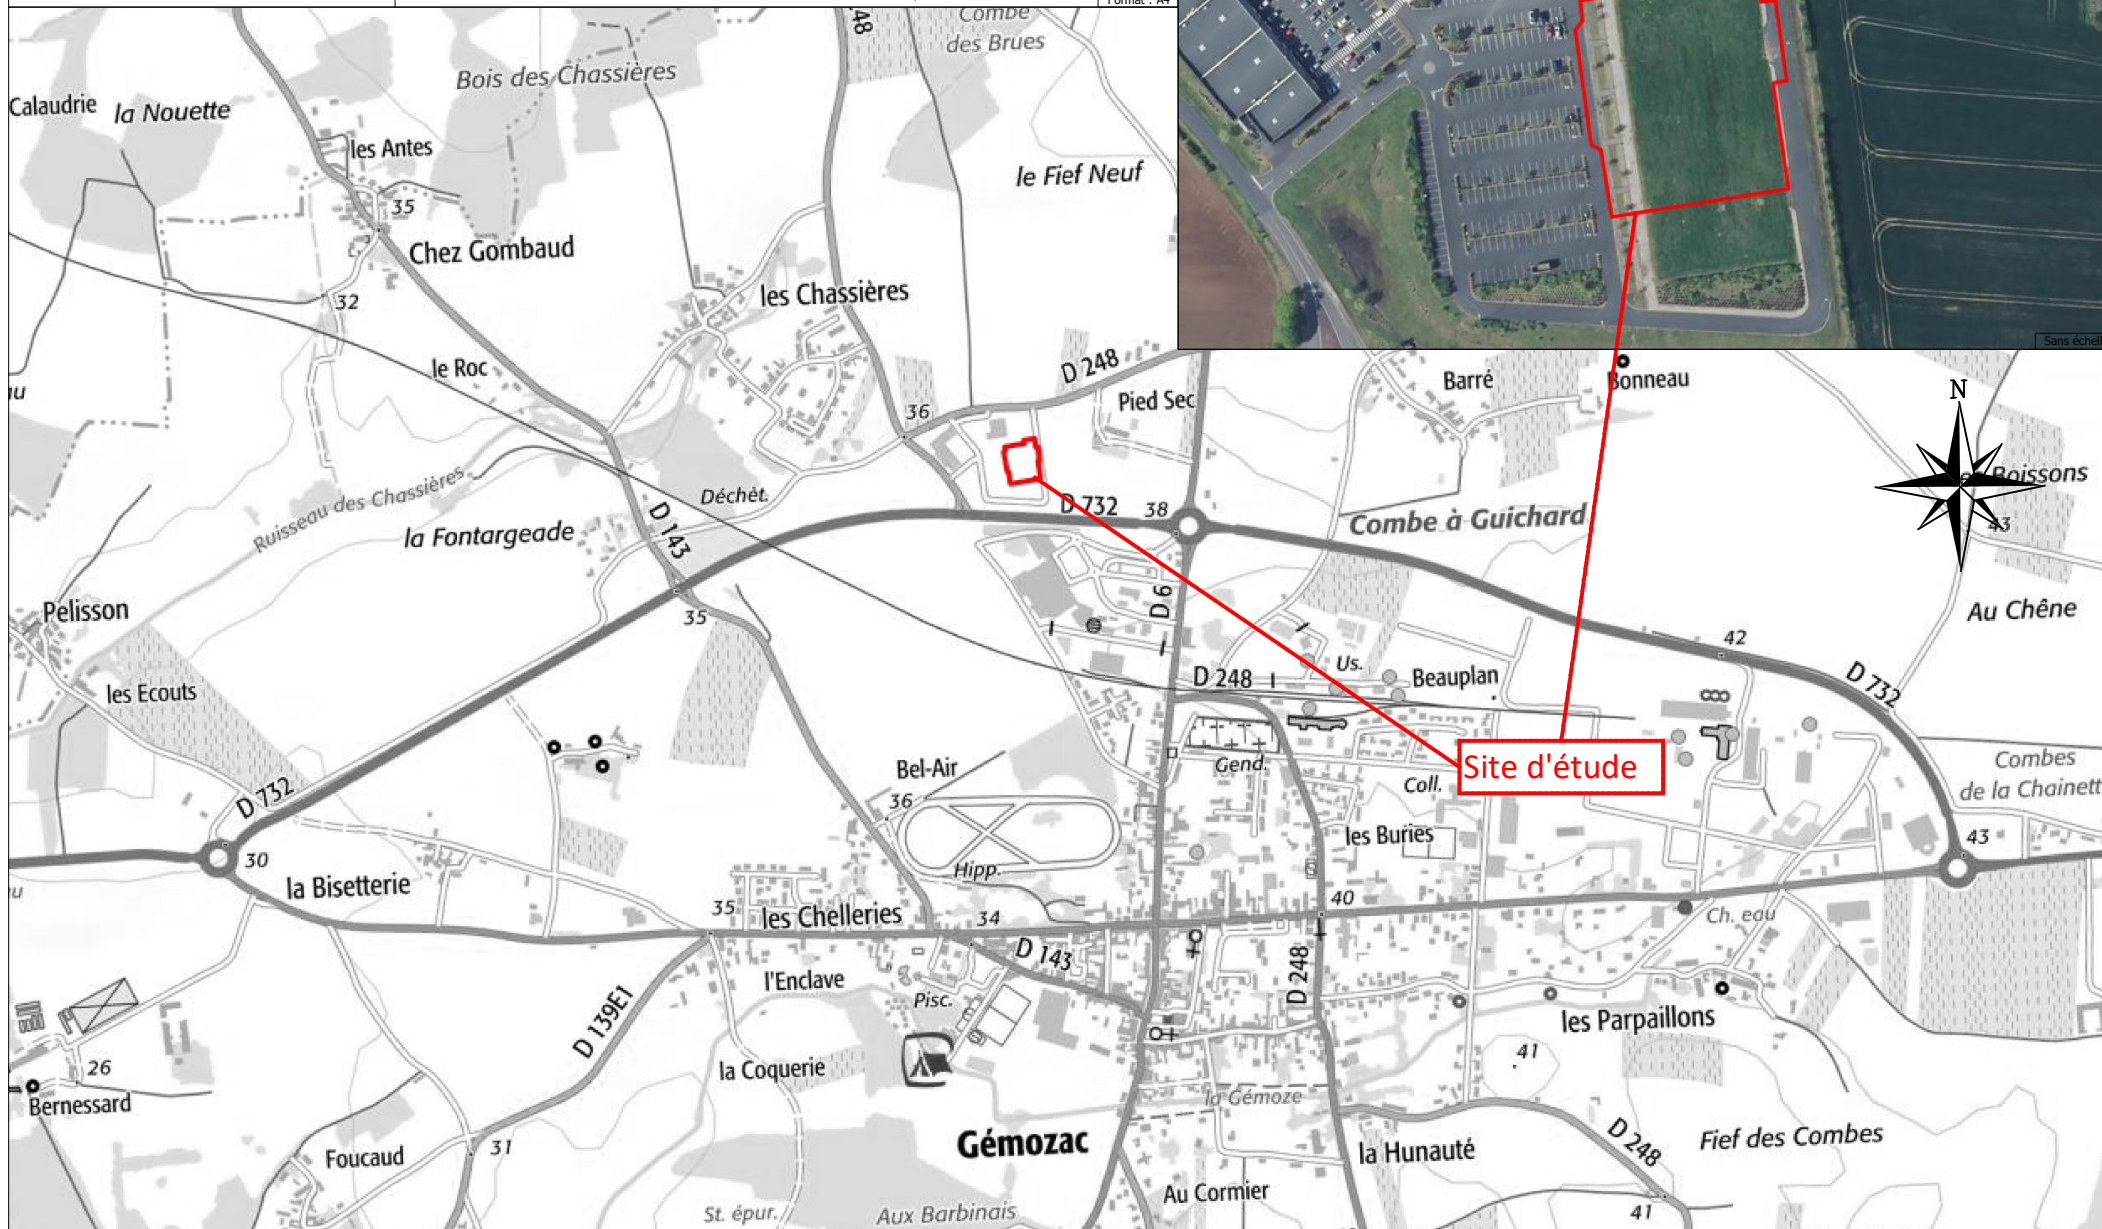 Format : A4
48
Combe
des Brues
Bois des Chassières
Calaudrie
la Nouette
les Antes
le Fief Neuf
35
Chez Gombaud
32
les Chassières
Sans échell
le Roc
D 248
Pied Sec
36
Barré
Bonneau
N
Boissons
43
Ruisseau des Chassières
Déchèt.
D 732
38
Combe à Guichard
la Fontargeade
D 143
35
D 6
Pelisson
Au Chêne
42
les Ecouts
D 248
Us.
Beauplan
D 732
Site d'étude
Gend.
Coll.
Bel-Air
36
Combes
de la Chainett
D 732
30
les Buries
43
Hipp.
la Bisetterie
35
les Chelleries
34
40
Ch. eau
D 143
l'Enclave
Pisc.
D 248
D 139E1
les Parpaillons
41
la Coquerie
26
Bernessard
la Gémoze
Gémozac
D 248
Fief des Combes
Foucaud
31
la Hunauté
Au Cormier
St. épur.
Aux Barbinais
41